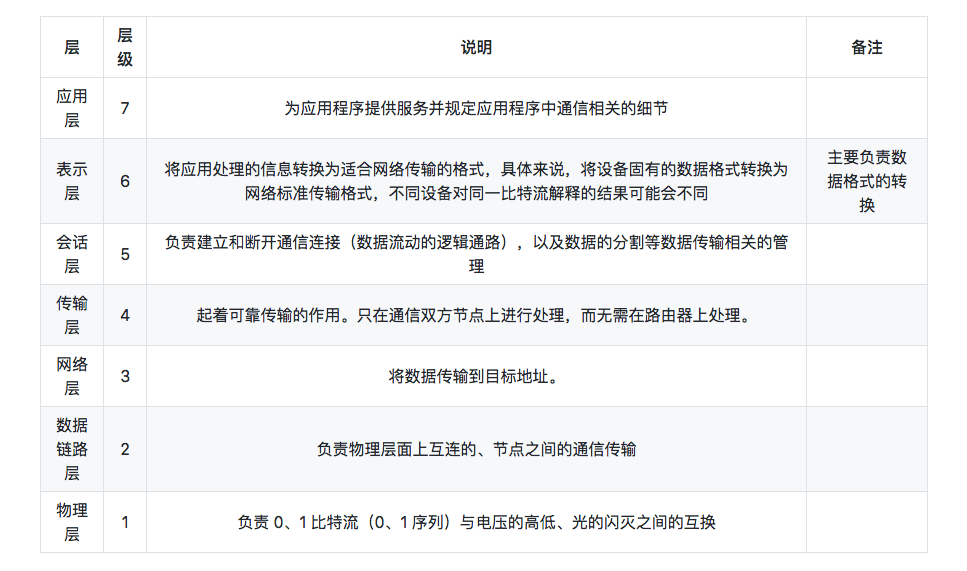 层
层
级
说明
备注
应用
层
7
为应用程序提供服务并规定应用程序中通信相关的细节
表示
层
6
将应用处理的信息转换为适合网络传输的格式，具体来说，将设备固有的数据格式转换为
网络标准传输格式，不同设备对同一比特流解释的结果可能会不同
主要负责数
据格式的转
换
会话
层
5
负责建立和断开通信连接（数据流动的逻辑通路），以及数据的分割等数据传输相关的管
理
传输
层
4
起着可靠传输的作用。只在通信双方节点上进行处理，而无需在路由器上处理。
网络
层
3
将数据传输到目标地址。
数据
链路
层
2
负责物理层面上互连的、节点之间的通信传输
物理
层
1
负责 0、1 比特流（0、1 序列）与电压的高低、光的闪灭之间的互换